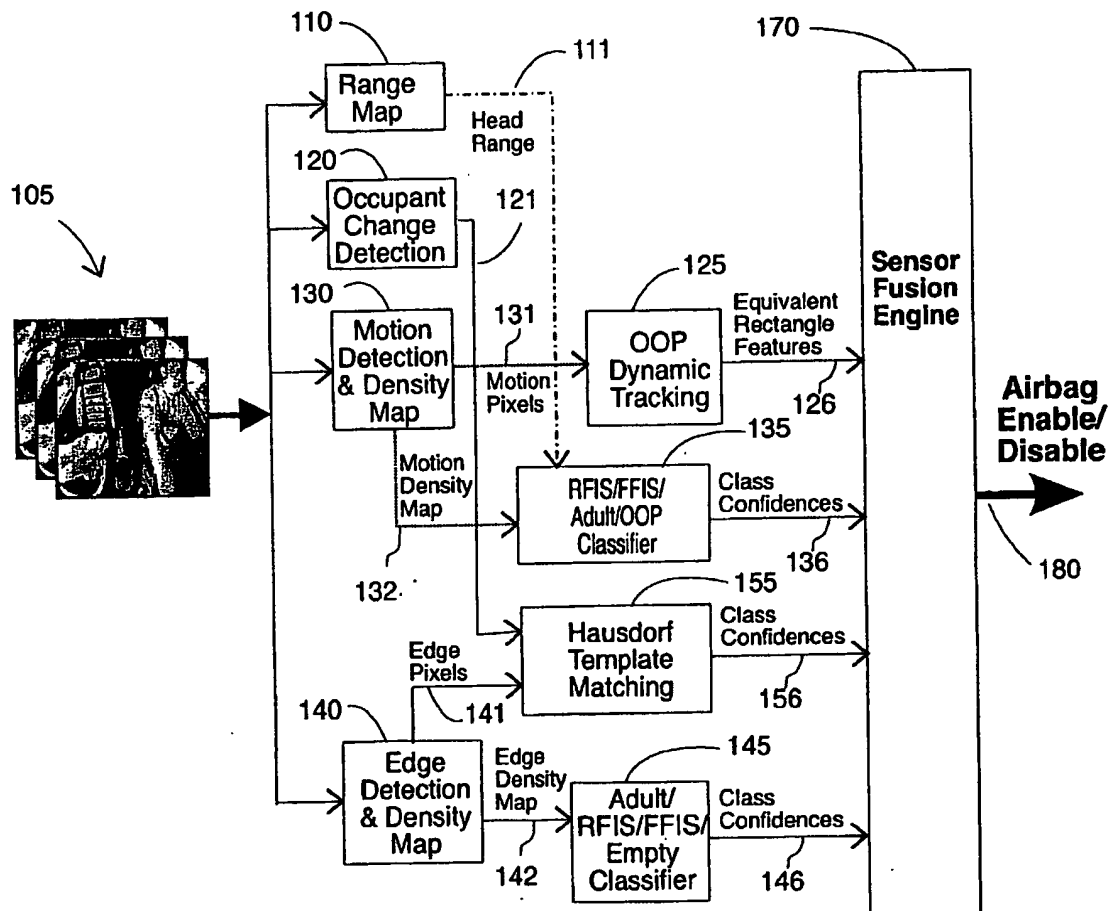 110
111
170
Range
Map
Head
Range
120
105
Occupant
Change
Detection
121
125
Sensor
Fusion
Engine
130
131
Equivalent
Rectangle
Features
Motion
Detection
& Density
Map
Motion
Pixels
OOP
Dynamic
Tracking
126
Airbag
Enable/
Disable
135
Motion
Density
Map
RFIS/FFIS/
Adult/OOP
Classifier
Class
Confidences
132
136
180
155
Hausdorf
Template
Matching
Class
Confidences
Edge
Pixels
141
156
140
145
Edge
Detection
& Density
Map
Edge
Density
Map
142
Adult/
RFIS/FFIS/
Empty
Classifier
Class
Confidences
146